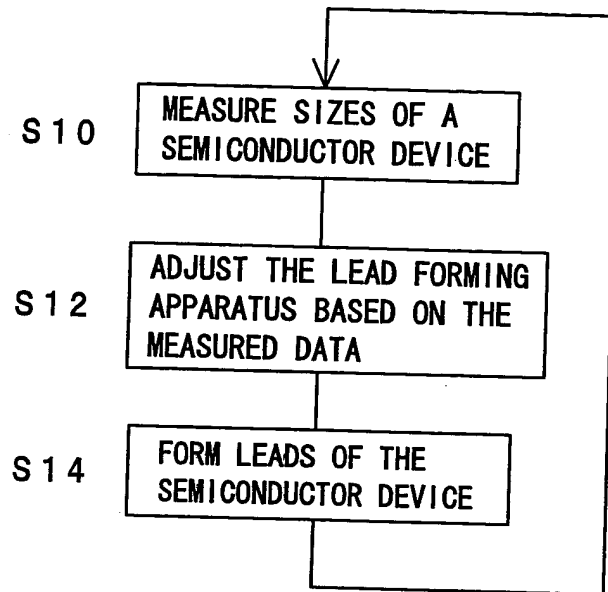 S10
MEASURE SIZES OF A
SEMICONDUCTOR DEVICE
S12
ADJUST THE LEAD FORMING
APPARATUS BASED ON THE
MEASURED DATA
S14
FORM LEADS OF THE
SEMICONDUCTOR DEVICE